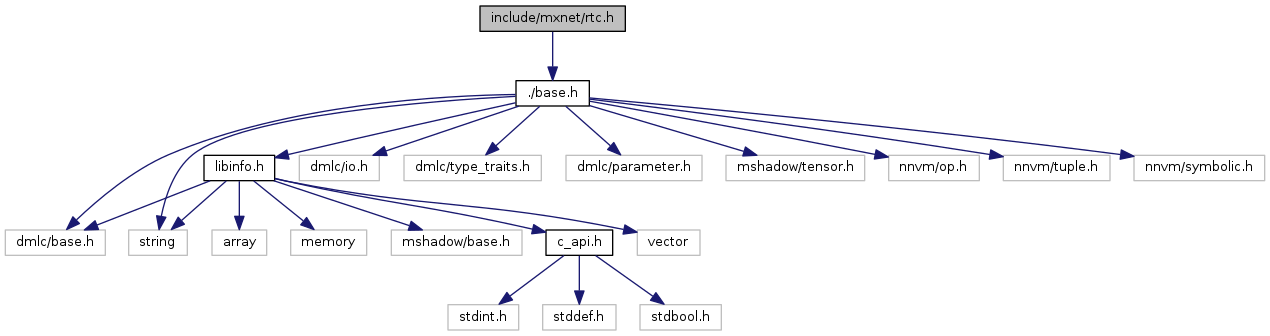 include/mxnet/rtc.h
./base.h
libinfo.h
dmlc/io.h
dmlc/type_traits.h
dmlc/parameter.h
mshadow/tensor.h
nnvm/op.h
nnvm/tuple.h
nnvm/symbolic.h
dmlc/base.h
string
array
memory
mshadow/base.h
c_api.h
vector
stdint.h
stddef.h
stdbool.h